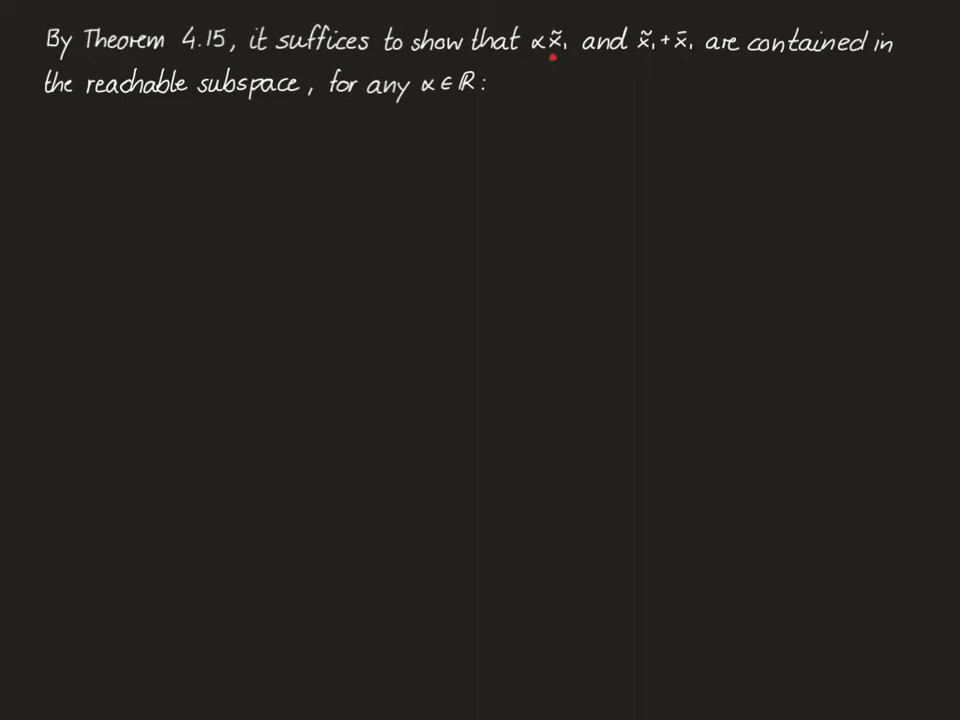 By Theorem 4.15, it suffices to show that αx̃₁ and x̃₁+x̄₁ are contained in
the reachable subspace, for any α∈ℝ: